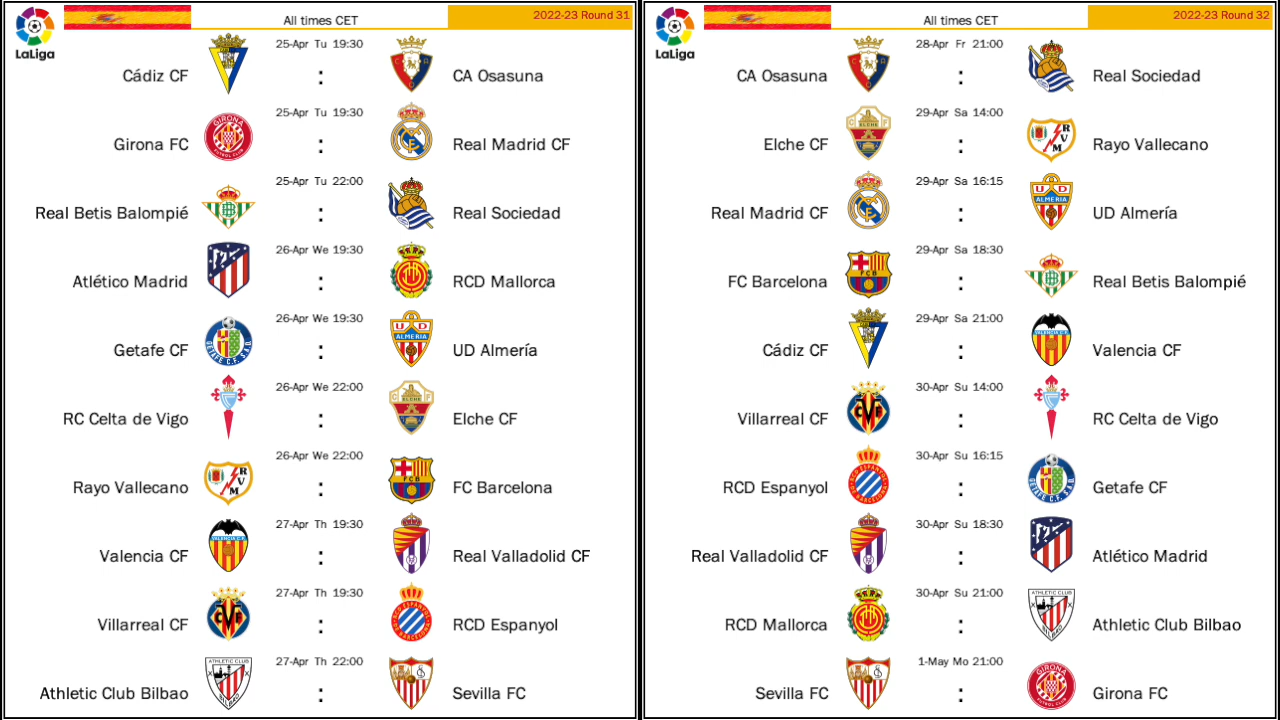 All times CET
2022-23 Round 31
LaLiga
25-Apr Tu 19:30
Cádiz CF : CA Osasuna
25-Apr Tu 19:30
Girona FC : Real Madrid CF
25-Apr Tu 22:00
Real Betis Balompié : Real Sociedad
26-Apr We 19:30
Atlético Madrid : RCD Mallorca
26-Apr We 19:30
Getafe CF : UD Almería
26-Apr We 22:00
RC Celta de Vigo : Elche CF
26-Apr We 22:00
Rayo Vallecano : FC Barcelona
27-Apr Th 19:30
Valencia CF : Real Valladolid CF
27-Apr Th 19:30
Villarreal CF : RCD Espanyol
27-Apr Th 22:00
Athletic Club Bilbao : Sevilla FC
All times CET
2022-23 Round 32
LaLiga
28-Apr Fr 21:00
CA Osasuna : Real Sociedad
29-Apr Sa 14:00
Elche CF : Rayo Vallecano
29-Apr Sa 16:15
Real Madrid CF : UD Almería
29-Apr Sa 18:30
FC Barcelona : Real Betis Balompié
29-Apr Sa 21:00
Cádiz CF : Valencia CF
30-Apr Su 14:00
Villarreal CF : RC Celta de Vigo
30-Apr Su 16:15
RCD Espanyol : Getafe CF
30-Apr Su 18:30
Real Valladolid CF : Atlético Madrid
30-Apr Su 21:00
RCD Mallorca : Athletic Club Bilbao
1-May Mo 21:00
Sevilla FC : Girona FC